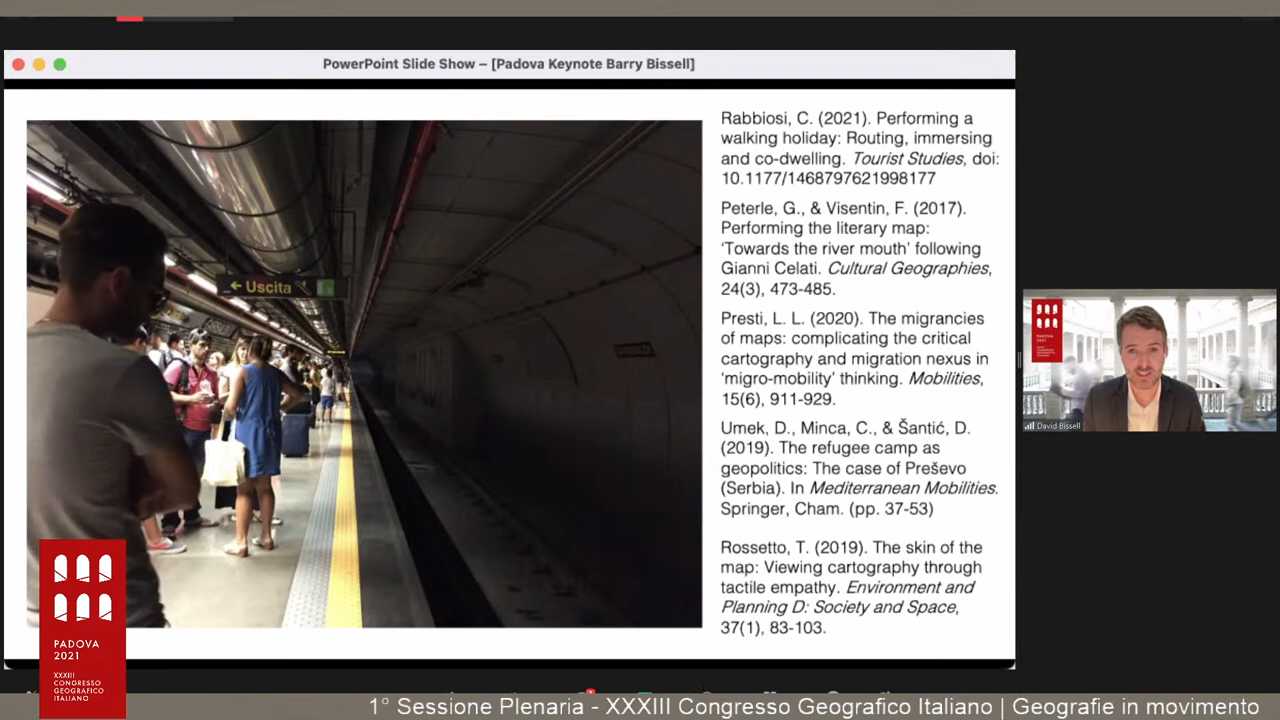 PowerPoint Slide Show – [Padova Keynote Barry Bissell]
Rabbiosi, C. (2021). Performing a
walking holiday: Routing, immersing
and co-dwelling. Tourist Studies, doi:
10.1177/1468797621998177
Peterle, G., & Visentin, F. (2017).
Performing the literary map:
‘Towards the river mouth’ following
Gianni Celati. Cultural Geographies,
24(3), 473-485.
Presti, L. L. (2020). The migrancies
of maps: complicating the critical
cartography and migration nexus in
‘migro-mobility’ thinking. Mobilities,
15(6), 911-929.
Umek, D., Minca, C., & Šantić, D.
(2019). The refugee camp as
geopolitics: The case of Preševo
(Serbia). In Mediterranean Mobilities.
Springer, Cham. (pp. 37-53)
Rossetto, T. (2019). The skin of the
map: Viewing cartography through
tactile empathy. Environment and
Planning D: Society and Space,
37(1), 83-103.
← Uscita
PADOVA
2021
David Bissell
PADOVA
2021
XXXIII
CONGRESSO
GEOGRAFICO
ITALIANO
1° Sessione Plenaria - XXXIII Congresso Geografico Italiano | Geografie in movimento